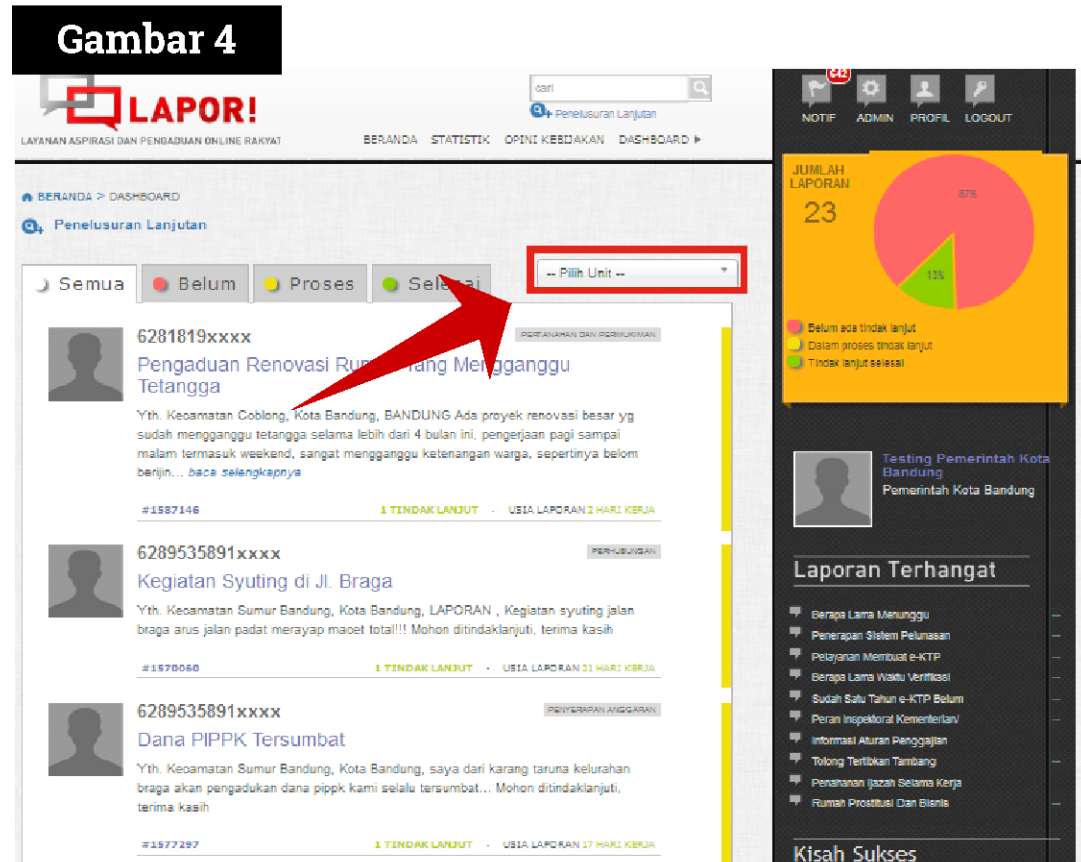 Gambar 4
LAPOR!
LAYANAN ASPIRASI DAN PENGADUAN ONLINE RAKYAT
cari
Penelusuran Lanjutan
BERANDA STATISTIK OPINI KEBIJAKAN DASHBOARD
642
NOTIF ADMIN PROFIL LOGOUT
BERANDA > DASHBOARD
Penelusuran Lanjutan
Semua Belum Proses Selesai
-- Pilih Unit --
6281819xxxx
PERTANAHAN DAN PERMUKIMAN
Pengaduan Renovasi Yang Mengganggu
Tetangga
Yth. Kecamatan Coblong, Kota Bandung, BANDUNG Ada proyek renovasi besar yg
sudah mengganggu tetangga selama lebih dari 4 bulan ini, pengerjaan pagi sampai
malam termasuk weekend, sangat mengganggu ketenangan warga, sepertinya belom
berijin... baca selengkapnya
#1587146 1 TINDAK LANJUT - USIA LAPORAN 2 HARI KERJA
6289535891xxxx
PERHUBUNGAN
Kegiatan Syuting di Jl. Braga
Yth. Kecamatan Sumur Bandung, Kota Bandung, LAPORAN , Kegiatan syuting jalan
braga arus jalan padat merayap macet total!!! Mohon ditindaklanjuti, terima kasih
#1570060 1 TINDAK LANJUT - USIA LAPORAN 21 HARI KERJA
6289535891xxxx
PENYERAPAN ANGGARAN
Dana PIPPK Tersumbat
Yth. Kecamatan Sumur Bandung, Kota Bandung, saya dari karang taruna kelurahan
braga akan pengadukan dana pippk kami selalu tersumbat... Mohon ditindaklanjuti,
terima kasih
#1577297 1 TINDAK LANJUT - USIA LAPORAN 17 HARI KERJA
JUMLAH
LAPORAN
23
87%
13%
Belum ada tindak lanjut
Dalam proses tindak lanjut
Tindak lanjut selesai
Testing Pemerintah Kota
Bandung
Pemerintah Kota Bandung
Laporan Terhangat
Berapa Lama Menunggu ...
Penerapan Sistem Pelunasan ...
Pelayanan Membuat e-KTP ...
Berapa Lama Waktu Verifikasi ...
Sudah Satu Tahun e-KTP Belum ...
Peran Inspektorat Kementerian/ ...
Informasi Aturan Penggajian
Tolong Tertibkan Tambang ...
Penahanan Ijazah Selama Kerja
Rumah Prostitusi Dan Bisnis ...
Kisah Sukses